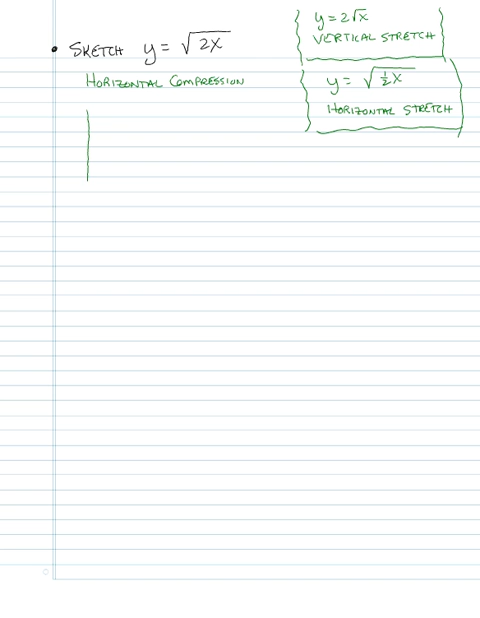 • SKETCH y = √2x
HORIZONTAL COMPRESSION
y = 2√x
VERTICAL STRETCH
y = √½x
HORIZONTAL STRETCH